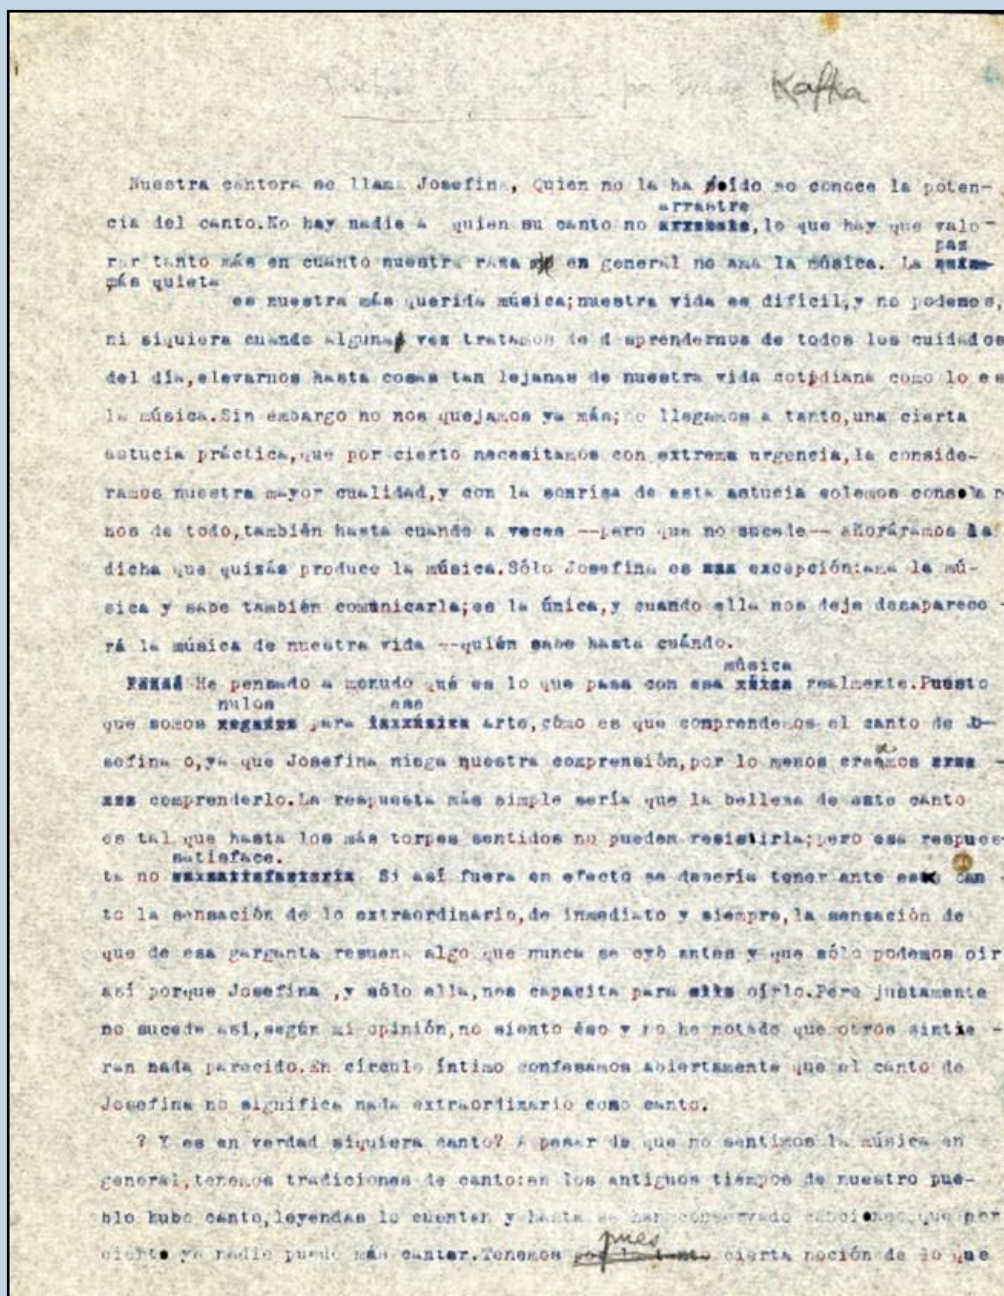 por Franz Kafka
Nuestra cantora se llama Josefina, Quien no la ha oído no conoce la poten-
arrastre
cia del canto.No hay nadie a quien su canto no, lo que hay que valo-
paz
rar tanto más en cuanto nuestra raza en general no ama la música. La
más quieta
es nuestra más querida música;nuestra vida es dificil,y no podemos,
ni siquiera cuando alguna vez tratamos de d sprendernos de todos los cuidados
del día,elevarnos hasta cosas tan lejanas de nuestra vida cotidiana como lo es
la música.Sin embargo no nos quejamos ya más;no llegamos a tanto,una cierta
astucia práctica,que por cierto necesitamos con extrema urgencia,la conside-
ramos nuestra mayor cualidad,y con la sonrisa de esta astucia solemos consola r
nos de todo,también hasta cuando a veces --pero que no sucede-- añoráramos la
dicha que quizás produce la música.Sólo Josefina es excepción:ama la mú-
sica y sabe también comunicarla;es la única,y cuando ella nos deje desaparece -
rá la música de nuestra vida --quién sabe hasta cuándo.
música
He pensado a menudo qué es lo que pasa con esa realmente.Puesto
nulos ese
que somos para arte,cómo es que comprendemos el canto de Jo-
sefina o,ya que Josefina niega nuestra comprensión,por lo menos creamos -
comprenderlo.La respuesta más simple sería que la belleza de este canto
es tal que hasta los más torpes sentidos no pueden resistirla;pero esa respues-
satisface.
ta no Si así fuera en efecto se debería tener ante este can -
to la sensación de lo extraordinario,de inmediato y siempre,la sensación de
que de esa garganta resuena algo que nunca se oyó antes y que sólo podemos oir
así porque Josefina ,y sólo ella,nos capacita para oírlo.Pero justamente
no sucede así,según mi opinión,no siento éso y no he notado que otros sintie -
ran nada parecido.En círculo íntimo confesamos abiertamente que el canto de
Josefina no significa nada extraordinario como canto.
? Y es en verdad siquiera canto? A pesar de que no sentimos la música en
general,tenemos tradiciones de canto:en los antiguos tiempos de nuestro pue-
blo hubo canto,leyendas lo cuentan y hasta se han conservado canciones,que por
pues
cierto ya nadie puede más cantar.Tenemos por lo tanto cierta noción de lo que